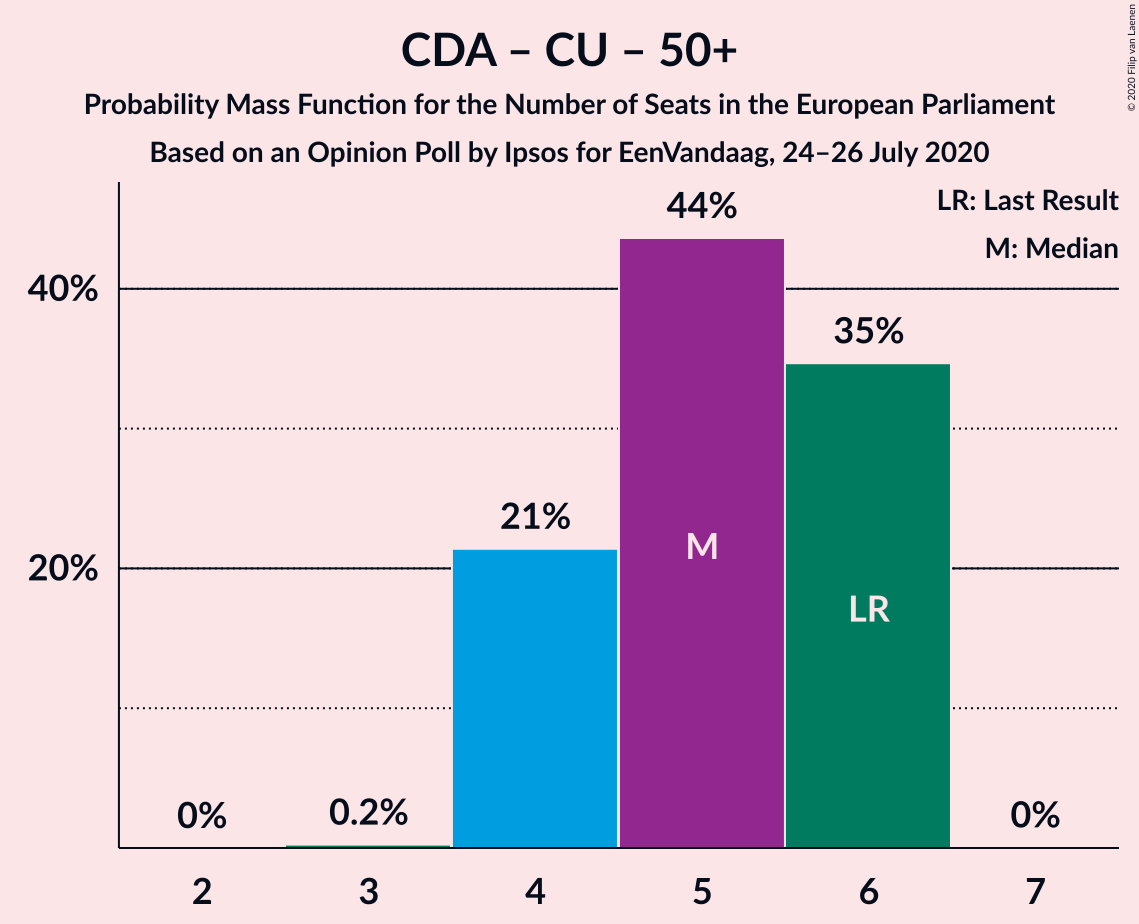 CDA – CU – 50+
Probability Mass Function for the Number of Seats in the European Parliament
Based on an Opinion Poll by Ipsos for EenVandaag, 24–26 July 2020
© 2020 Filip van Laenen
LR: Last Result
M: Median
44%
40%
35%
21%
20%
M
LR
0%
0.2%
0%
2
3
4
5
6
7